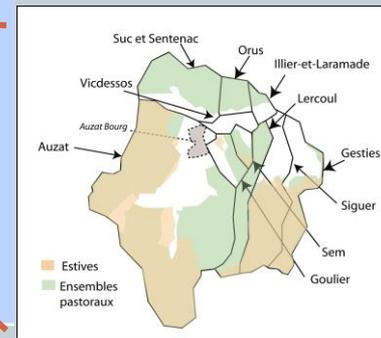 Suc et Sentenac
Orus
Illier-et-Laramade
Vicdessos
Lercoul
Auzat Bourg
Auzat
Gesties
Siguer
Sem
Goulier
Estives
Ensembles
pastoraux